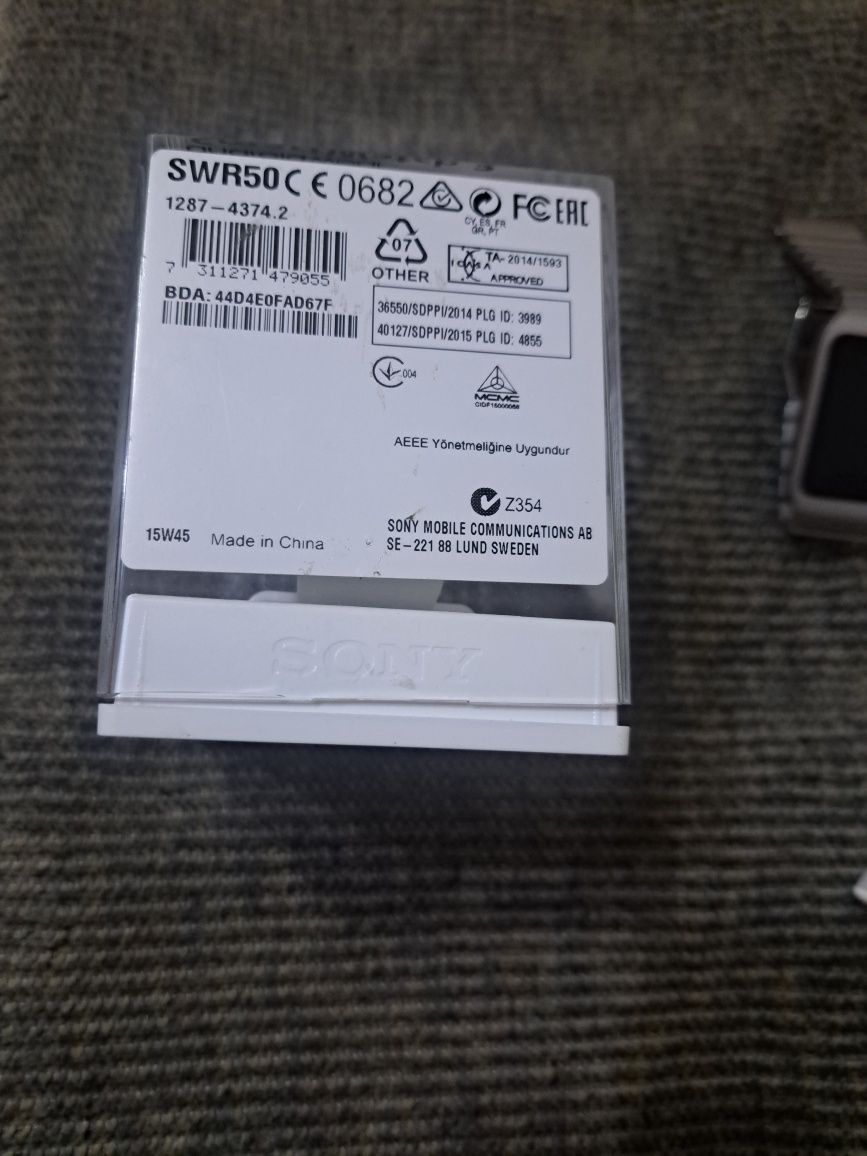 SWR50 CE 0682 FC EAC
1287-4374.2
CY, ES, FR
GR, PT
07
OTHER
ICASA TA-2014/1593
APPROVED
7 311271 479055
BDA: 44D4E0FAD67F
36550/SDPPI/2014 PLG ID: 3989
40127/SDPPI/2015 PLG ID: 4855
004
MCMC
CIDF15000066
AEEE Yönetmeliğine Uygundur
Z354
15W45 Made in China
SONY MOBILE COMMUNICATIONS AB
SE-221 88 LUND SWEDEN
SONY